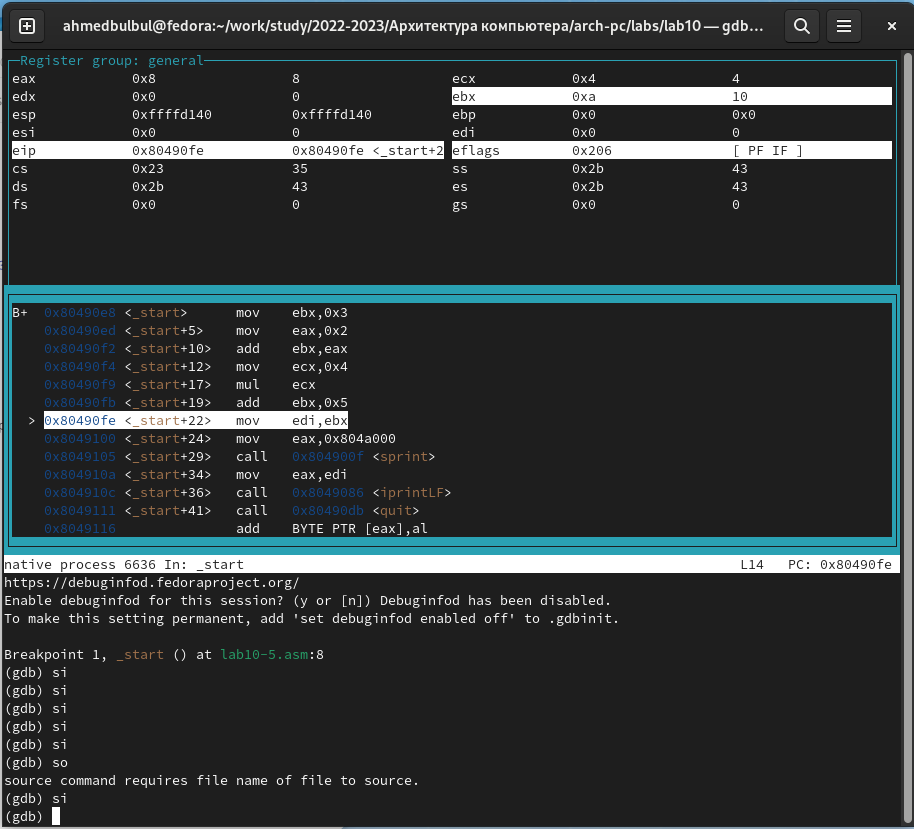 ahmedbulbul@fedora:~/work/study/2022-2023/Архитектура компьютера/arch-pc/labs/lab10 — gdb...
Register group: general
eax 0x8 8 ecx 0x4 4
edx 0x0 0 ebx 0xa 10
esp 0xffffd140 0xffffd140 ebp 0x0 0x0
esi 0x0 0 edi 0x0 0
eip 0x80490fe 0x80490fe <_start+2 eflags 0x206 [ PF IF ]
cs 0x23 35 ss 0x2b 43
ds 0x2b 43 es 0x2b 43
fs 0x0 0 gs 0x0 0
B+ 0x80490e8 <_start> mov ebx,0x3
0x80490ed <_start+5> mov eax,0x2
0x80490f2 <_start+10> add ebx,eax
0x80490f4 <_start+12> mov ecx,0x4
0x80490f9 <_start+17> mul ecx
0x80490fb <_start+19> add ebx,0x5
> 0x80490fe <_start+22> mov edi,ebx
0x8049100 <_start+24> mov eax,0x804a000
0x8049105 <_start+29> call 0x804900f <sprint>
0x804910a <_start+34> mov eax,edi
0x804910c <_start+36> call 0x8049086 <iprintLF>
0x8049111 <_start+41> call 0x80490db <quit>
0x8049116 add BYTE PTR [eax],al
native process 6636 In: _start L14 PC: 0x80490fe
https://debuginfod.fedoraproject.org/
Enable debuginfod for this session? (y or [n]) Debuginfod has been disabled.
To make this setting permanent, add 'set debuginfod enabled off' to .gdbinit.
Breakpoint 1, _start () at lab10-5.asm:8
(gdb) si
(gdb) si
(gdb) si
(gdb) si
(gdb) si
(gdb) so
source command requires file name of file to source.
(gdb) si
(gdb)